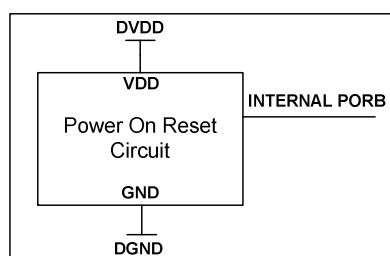 DVDD
VDD
INTERNAL PORB
Power On Reset
Circuit
GND
DGND